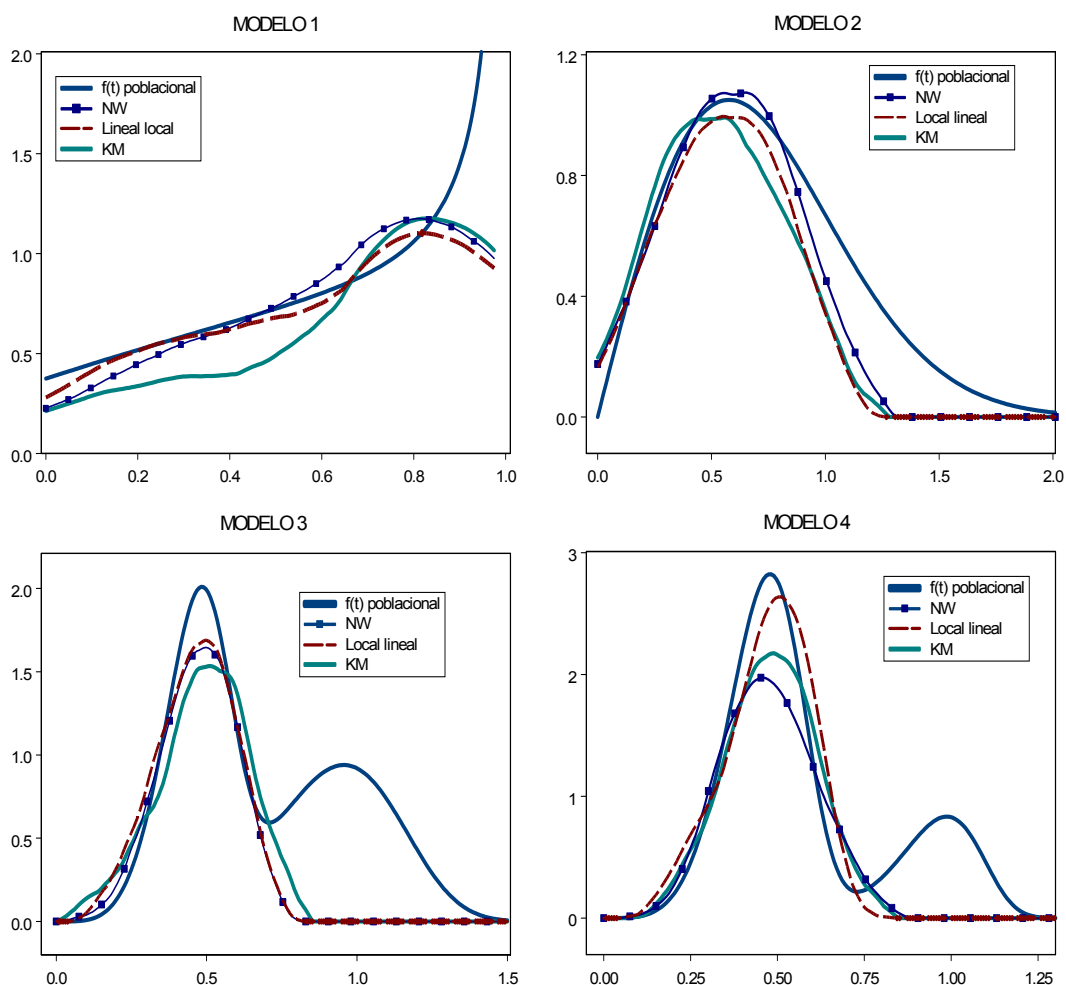 MODELO 1
2.0
1.5
1.0
0.5
0.0
f(t) poblacional
NW
Lineal local
KM
0.0 0.2 0.4 0.6 0.8 1.0
MODELO 2
1.2
0.8
0.4
0.0
f(t) poblacional
NW
Local lineal
KM
0.0 0.5 1.0 1.5 2.0
MODELO 3
2.0
1.5
1.0
0.5
0.0
f(t) poblacional
NW
Local lineal
KM
0.0 0.5 1.0 1.5
MODELO 4
3
2
1
0
f(t) poblacional
NW
Local lineal
KM
0.00 0.25 0.50 0.75 1.00 1.25